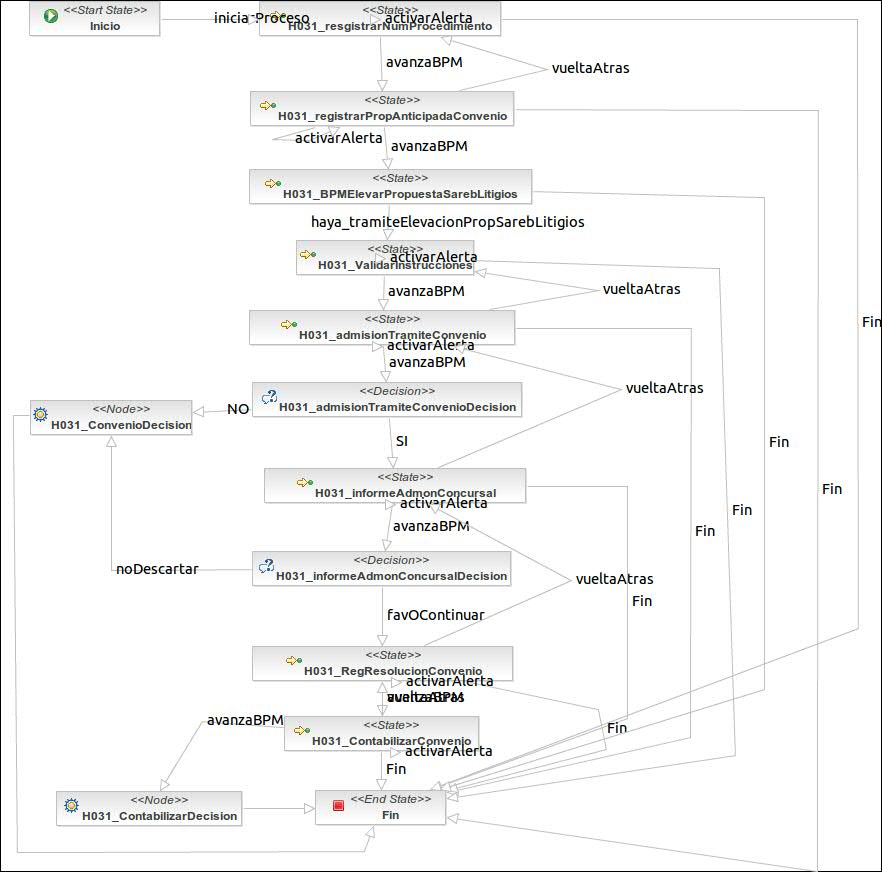 <<Start State>>
Inicio
iniciarProceso
activarAlerta
H031_resgistrarNumProcedimiento
avanzaBPM
vueltaAtras
<<State>>
H031_registrarPropAnticipadaConvenio
activarAlerta
avanzaBPM
<<State>>
H031_BPMElevarPropuestaSarebLitigios
haya_tramiteElevacionPropSarebLitigios
<<State>>
activarAlerta
H031_ValidarInstrucciones
avanzaBPM
vueltaAtras
<<State>>
H031_admisionTramiteConvenio
Fin
activarAlerta
avanzaBPM
<<Decision>>
H031_admisionTramiteConvenioDecision
vueltaAtras
<<Node>>
H031_ConvenioDecision
NO
SI
Fin
<<State>>
H031_informeAdmonConcursal
Fin
activarAlerta
Fin
avanzaBPM
Fin
<<Decision>>
H031_informeAdmonConcursalDecision
noDescartar
vueltaAtras
Fin
favOContinuar
<<State>>
H031_RegResolucionConvenio
activarAlerta
avanzaBPM
vueltaAtras
<<State>>
H031_ContabilizarConvenio
avanzaBPM
Fin
activarAlerta
Fin
<<Node>>
H031_ContabilizarDecision
<<End State>>
Fin